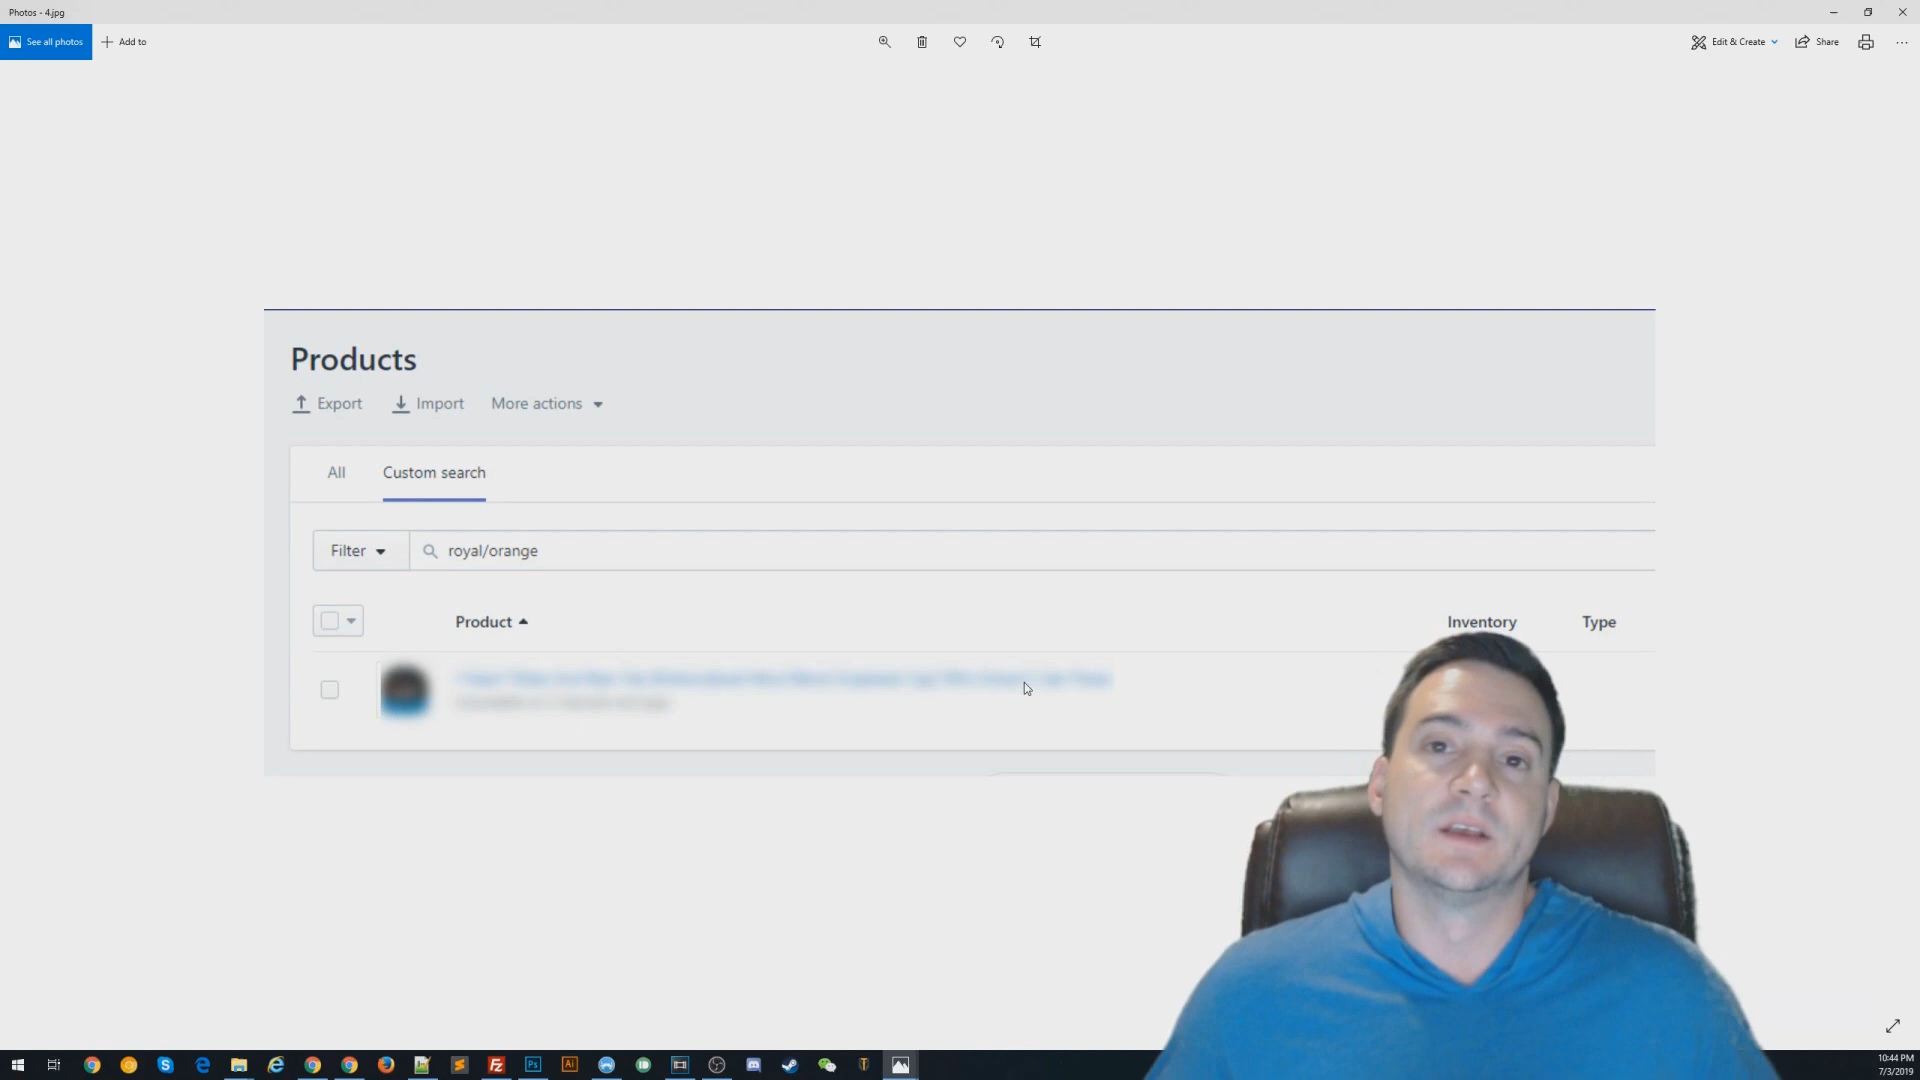 Photos - 4.jpg
See all photos
Add to
Edit & Create
Share
Products
Export Import More actions
All Custom search
Filter royal/orange
Product Inventory Type
10:44 PM
7/3/2019